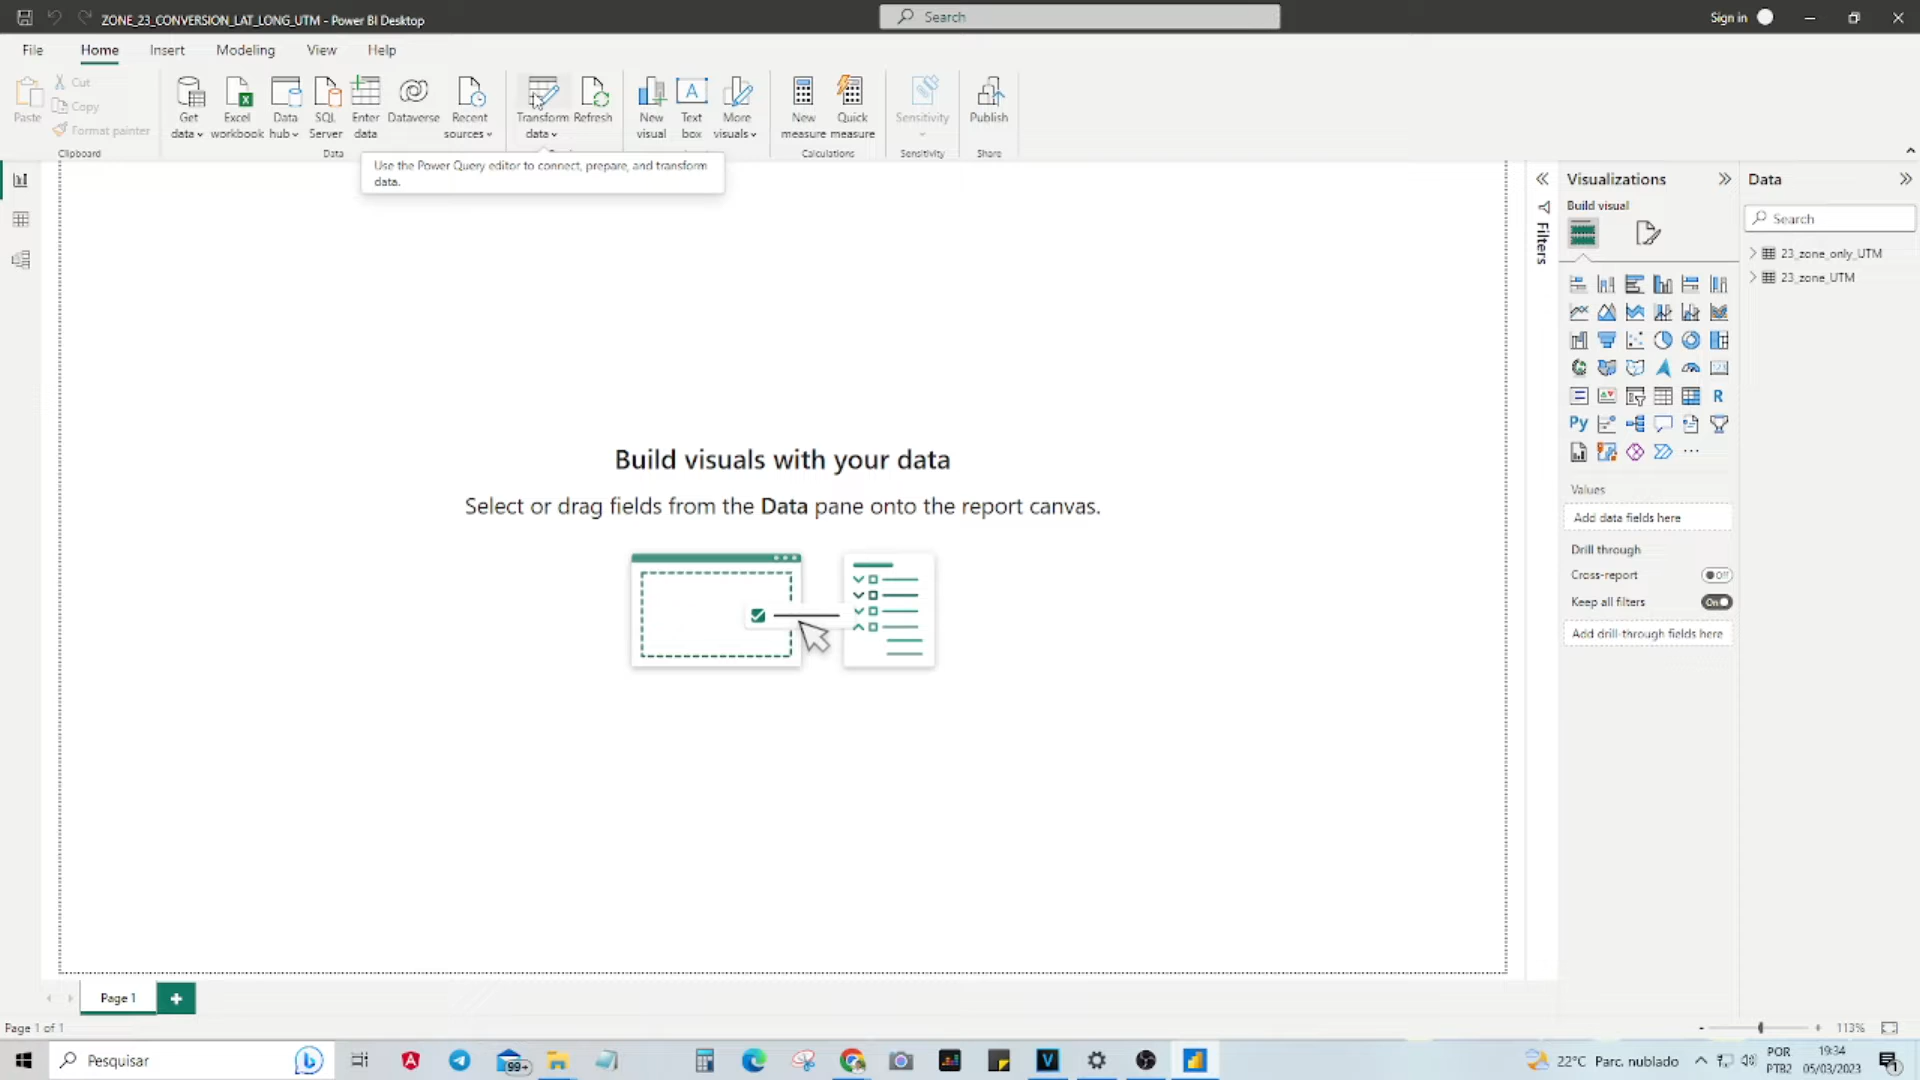 ZONE_23_CONVERSION_LAT_LONG_UTM - Power BI Desktop
Search
Sign in
File
Home
Insert
Modeling
View
Help
Paste
Cut
Copy
Format painter
Clipboard
Get data
Excel workbook
Data hub
SQL Server
Enter data
Dataverse
Recent sources
Data
Transform data
Refresh
New visual
Text box
More visuals
New measure
Quick measure
Calculations
Sensitivity
Sensitivity
Publish
Share
Use the Power Query editor to connect, prepare, and transform
data.
Filters
Visualizations
Build visual
Data
Search
23_zone_only_UTM
23_zone_UTM
R
Py
Values
Add data fields here
Drill through
Cross-report
Off
Keep all filters
On
Add drill-through fields here
Build visuals with your data
Select or drag fields from the Data pane onto the report canvas.
Page 1
Page 1 of 1
113%
Pesquisar
99+
22°C Parc. nublado
POR
PTB2
19:34
05/03/2023